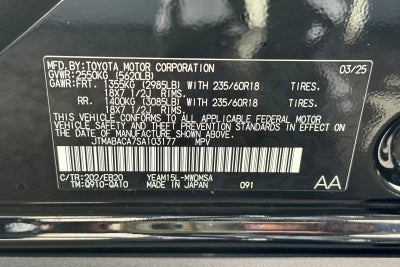 MFD.BY:TOYOTA MOTOR CORPORATION 03/25
GVWR:2550KG (5620LB)
GAWR:FRT. 1355KG (2985LB) WITH 235/60R18 TIRES.
18X7 1/2J RIMS.
RR. 1400KG (3085LB) WITH 235/60R18 TIRES.
18X7 1/2J RIMS.
THIS VEHICLE CONFORMS TO ALL APPLICABLE FEDERAL MOTOR
VEHICLE SAFETY AND THEFT PREVENTION STANDARDS IN
EFFECT ON THE DATE OF MANUFACTURE SHOWN ABOVE.
JTMABACA7SA103177 MPV
C/TR:202/EB20 YEAM15L-MWDMSA
TM:Q910-QA10 MADE IN JAPAN 091 AA